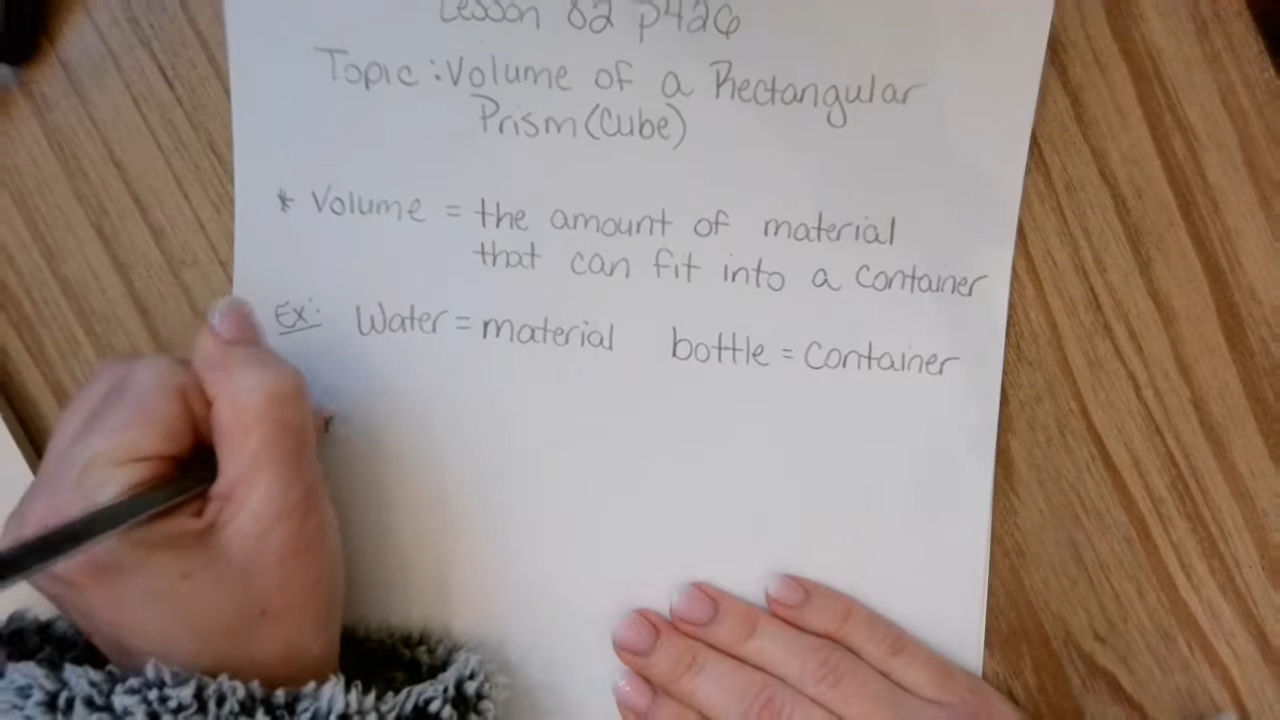 Lesson 82 p426
Topic: Volume of a Rectangular
Prism (Cube)
* Volume = the amount of material
that can fit into a container
Ex: Water = material bottle = container